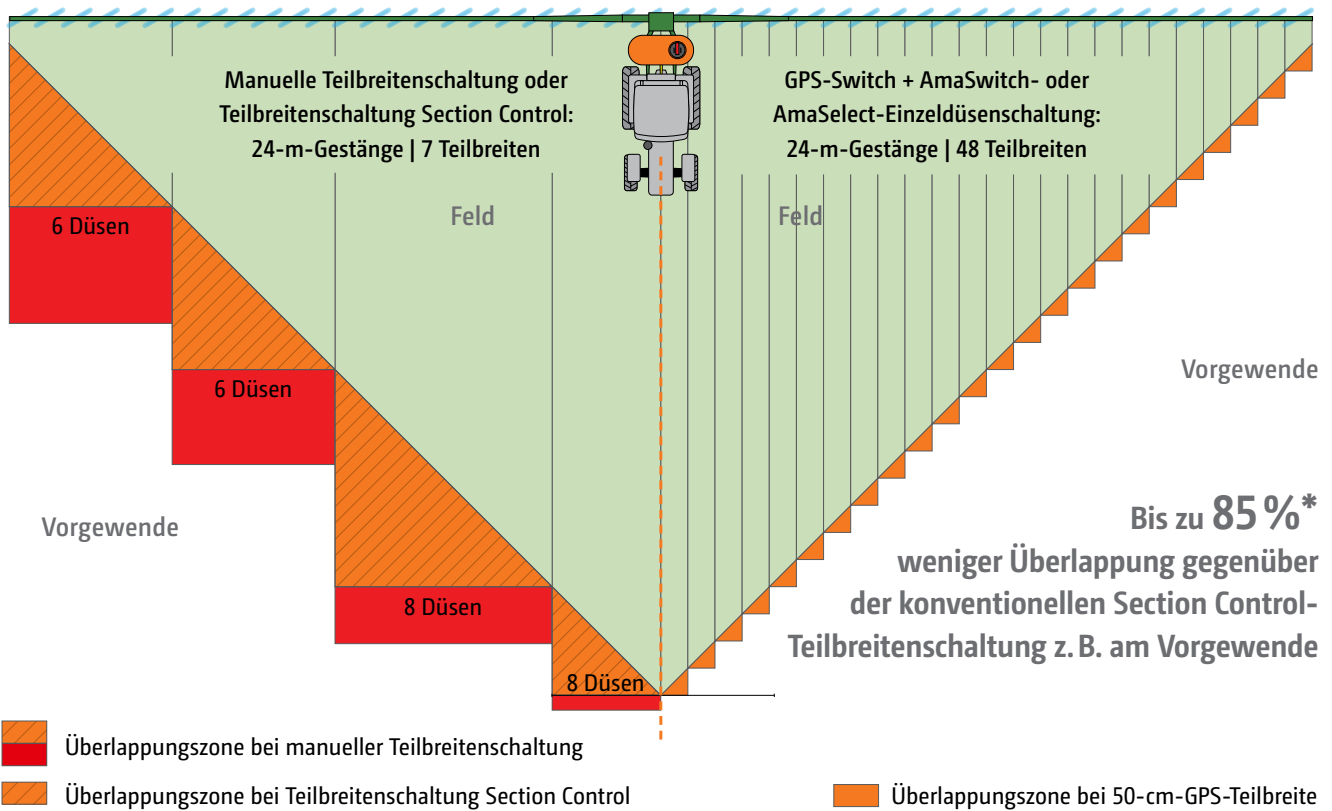 Manuelle Teilbreitenschaltung oder
Teilbreitenschaltung Section Control:
24-m-Gestänge | 7 Teilbreiten
GPS-Switch + AmaSwitch- oder
AmaSelect-Einzeldüsenschaltung:
24-m-Gestänge | 48 Teilbreiten
Feld
Feld
6 Düsen
6 Düsen
8 Düsen
8 Düsen
Vorgewende
Vorgewende
Bis zu 85 %*
weniger Überlappung gegenüber
der konventionellen Section Control-
Teilbreitenschaltung z. B. am Vorgewende
Überlappungszone bei manueller Teilbreitenschaltung
Überlappungszone bei Teilbreitenschaltung Section Control
Überlappungszone bei 50-cm-GPS-Teilbreite